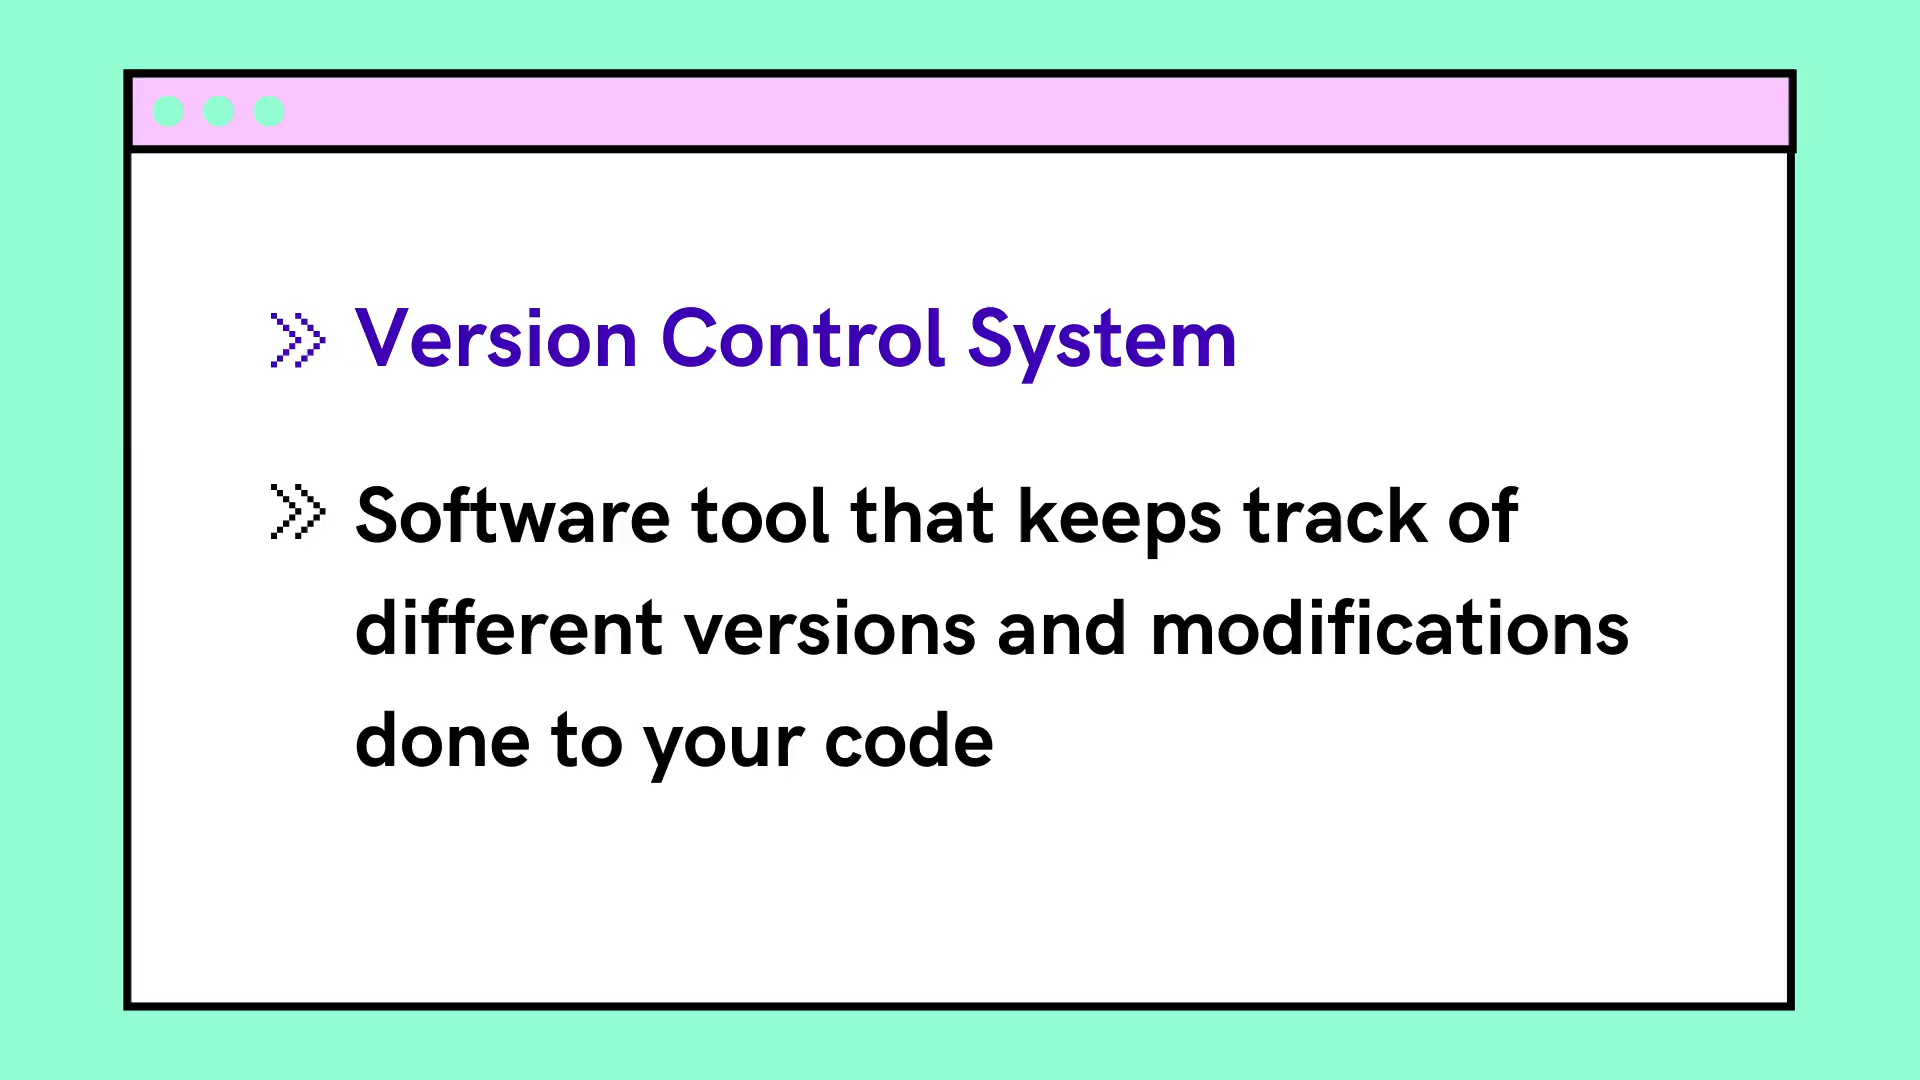 Version Control System
Software tool that keeps track of
different versions and modifications
done to your code